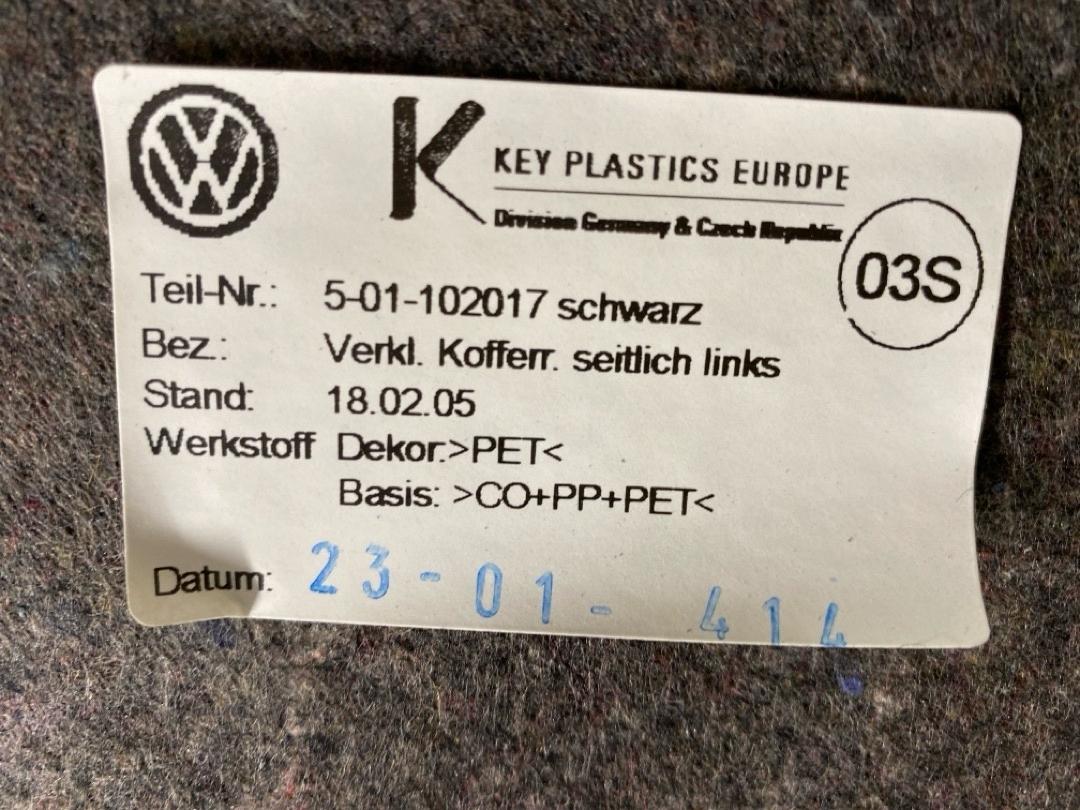 KEY PLASTICS EUROPE
Division Germany & Czech Republic
03S
Teil-Nr.: 5-01-102017 schwarz
Bez.: Verkl. Kofferr. seitlich links
Stand: 18.02.05
Werkstoff Dekor:>PET<
Basis: >CO+PP+PET<
Datum: 23-01- 414